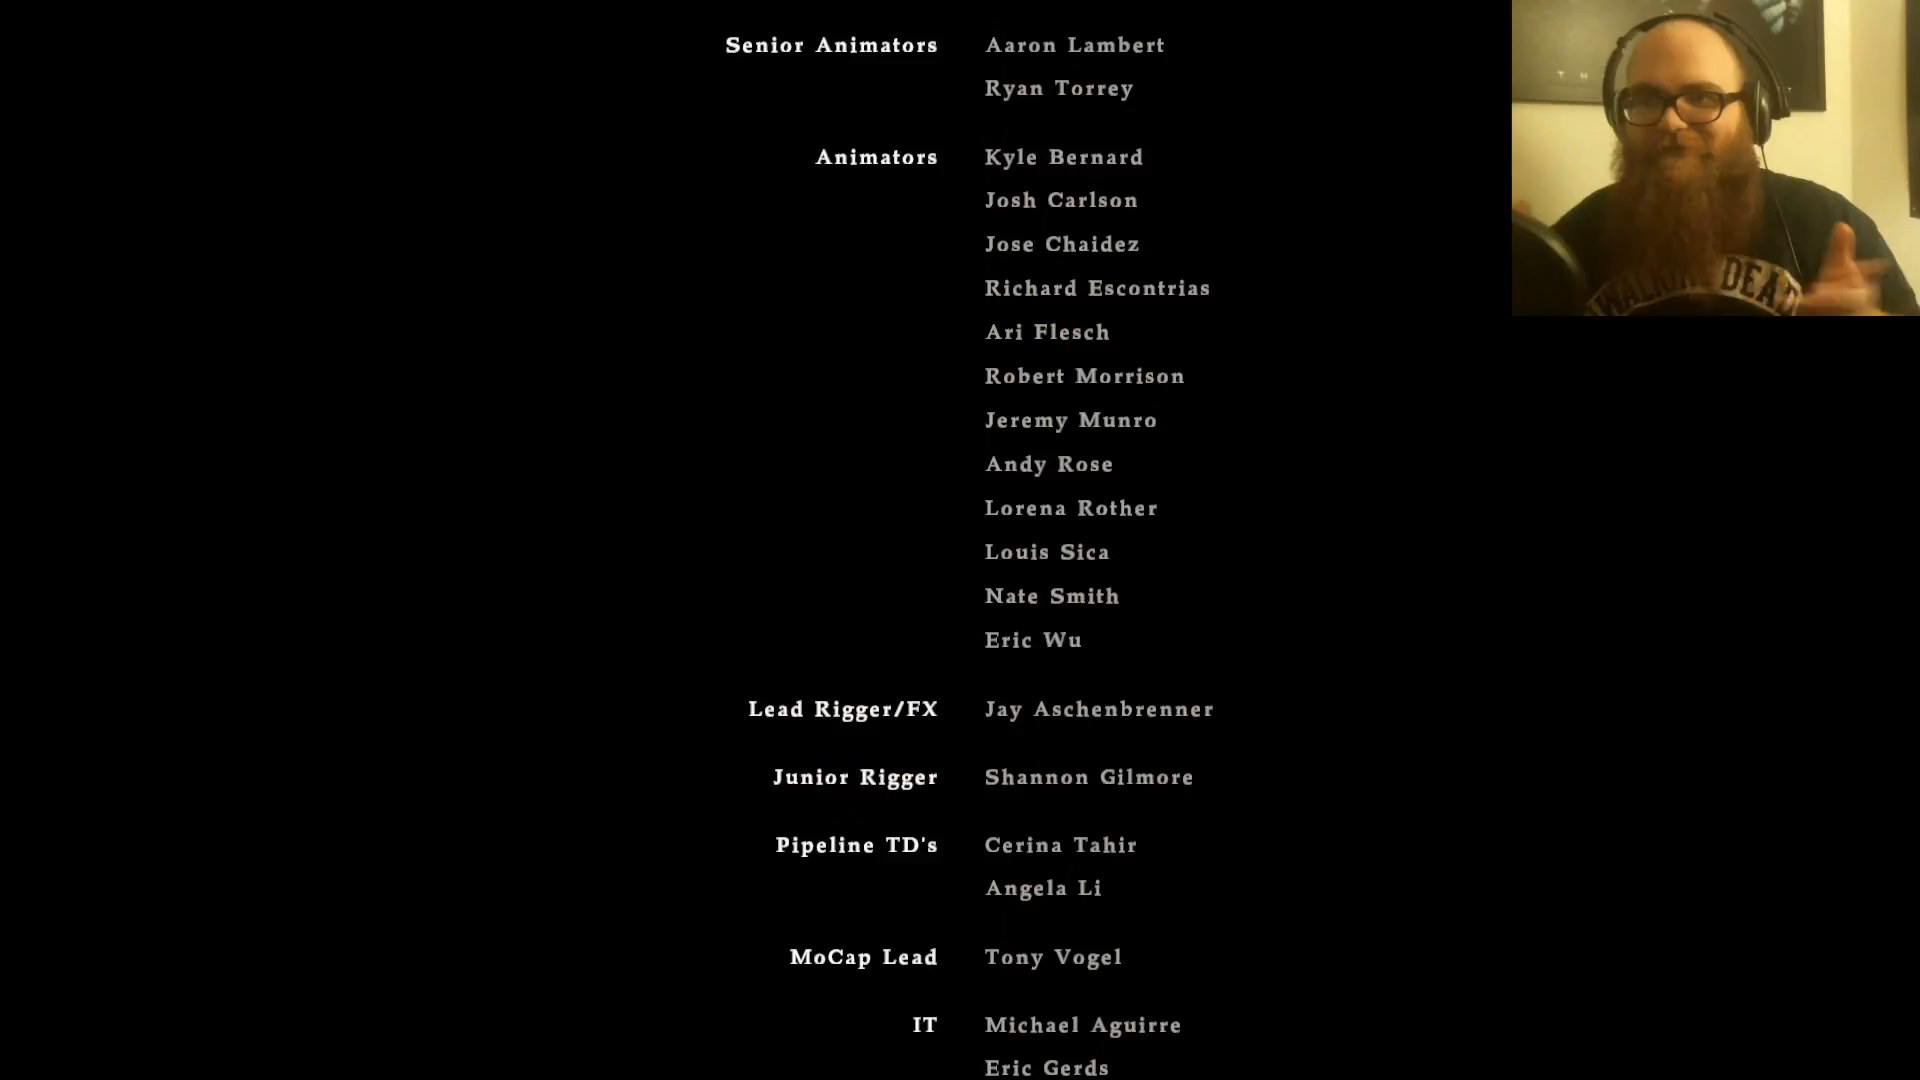 Senior Animators Aaron Lambert
Ryan Torrey
Animators Kyle Bernard
Josh Carlson
Jose Chaidez
Richard Escontrias
Ari Flesch
Robert Morrison
Jeremy Munro
Andy Rose
Lorena Rother
Louis Sica
Nate Smith
Eric Wu
Lead Rigger/FX Jay Aschenbrenner
Junior Rigger Shannon Gilmore
Pipeline TD's Cerina Tahir
Angela Li
MoCap Lead Tony Vogel
IT Michael Aguirre
Eric Gerds
T H
WALKING DEAD